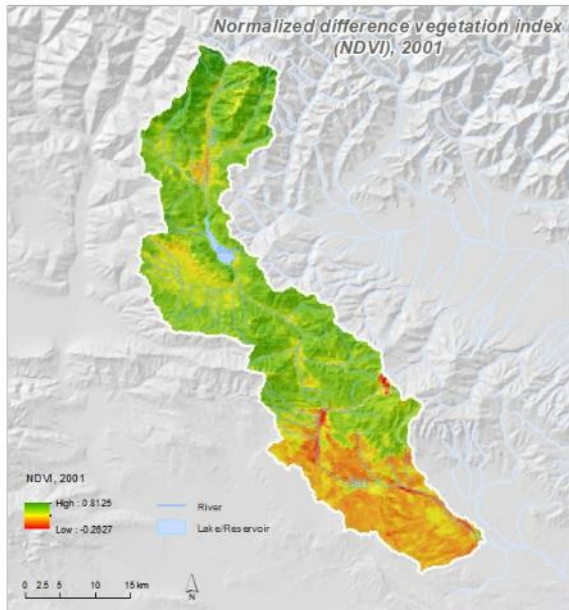 Normalized difference vegetation index
(NDVI), 2001
NDVI, 2001
High : 0.8125
Low : -0.2627
River
Lake/Reservoir
0 2.5 5 10 15 km
N